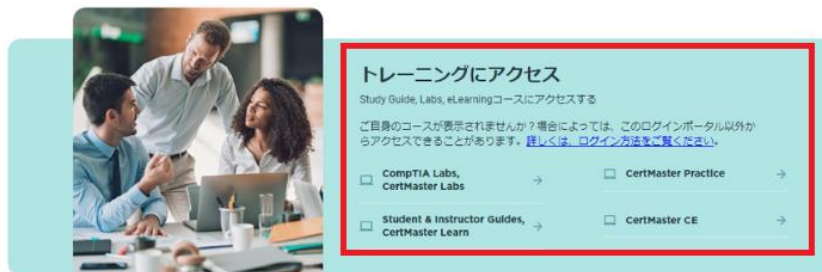 トレーニングにアクセス
Study Guide, Labs, eLearningコースにアクセスする
ご自身のコースが表示されませんか？場合によっては、このログインポータル以外か
らアクセスできることがあります。詳しくは、ログイン方法をご覧ください。
CompTIA Labs,
CertMaster Labs
CertMaster Practice
Student & Instructor Guides,
CertMaster Learn
CertMaster CE